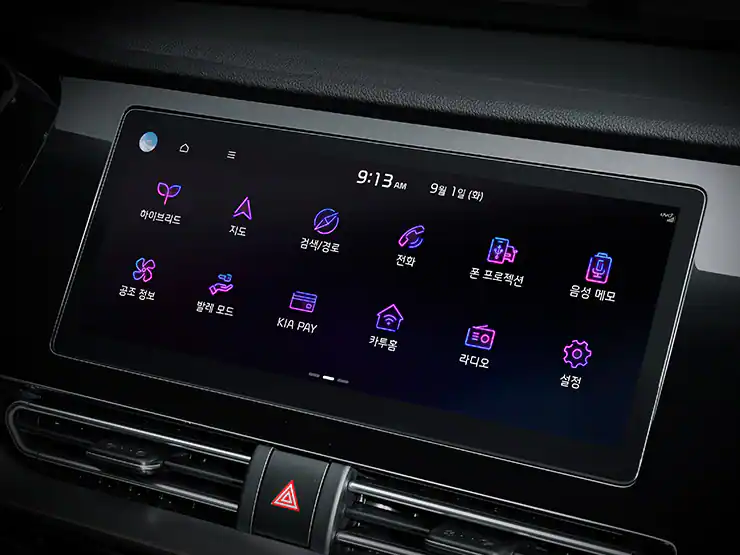 9:13 AM 9월 1일 (화)
하이브리드
지도
검색/경로
전화
폰 프로젝션
음성 메모
공조 정보
발레 모드
KIA PAY
카투홈
라디오
설정